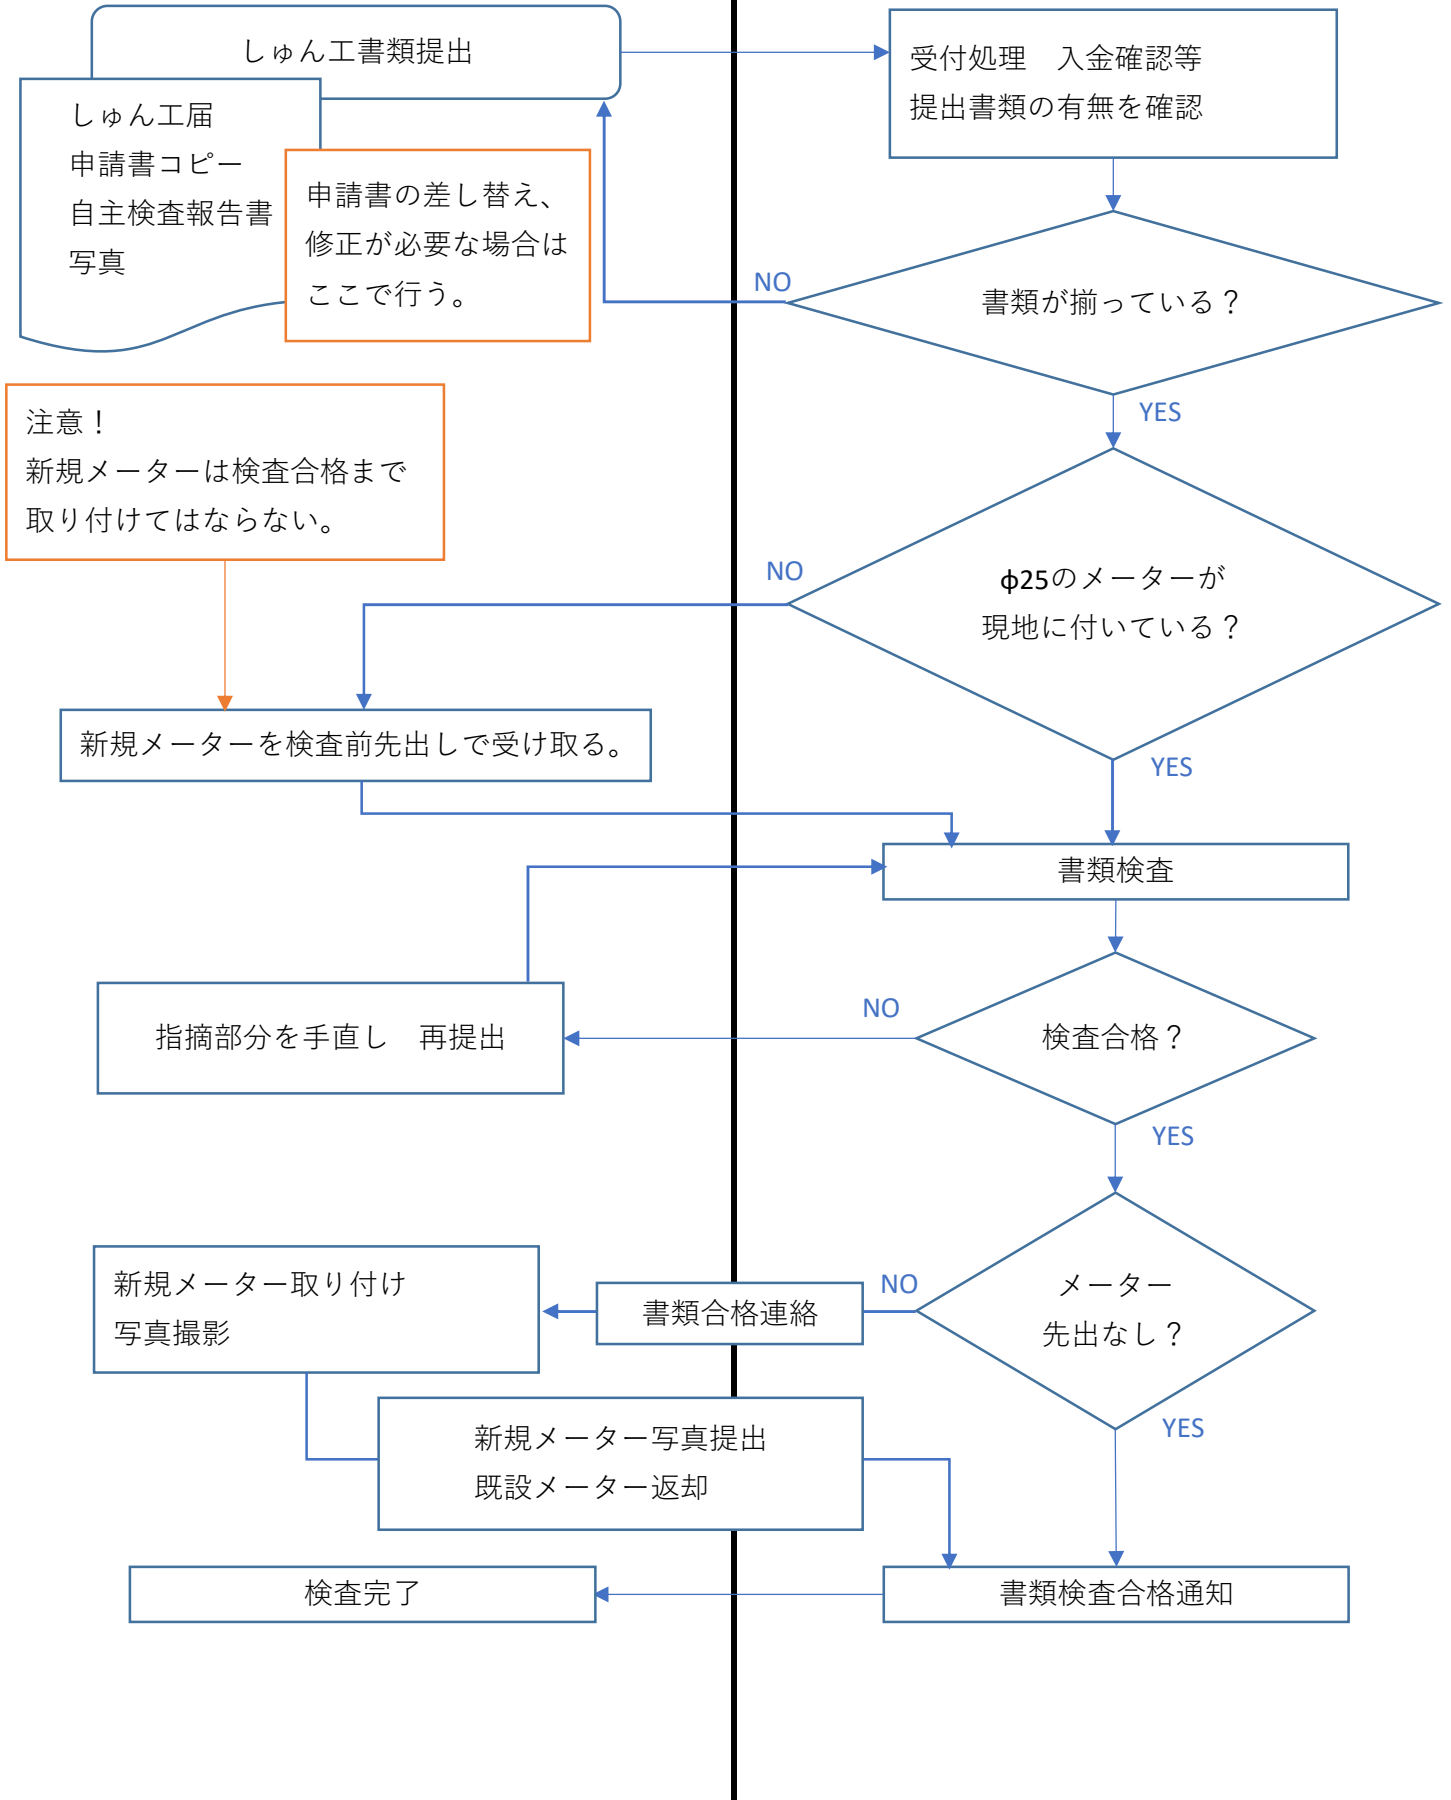 しゅん工書類提出
しゅん工届
申請書コピー
自主検査報告書
写真
申請書の差し替え、
修正が必要な場合は
ここで行う。
受付処理　入金確認等
提出書類の有無を確認
書類が揃っている？
NO
YES
注意！
新規メーターは検査合格まで
取り付けてはならない。
φ25のメーターが
現地に付いている？
NO
YES
新規メーターを検査前先出しで受け取る。
書類検査
検査合格？
NO
YES
指摘部分を手直し　再提出
メーター
先出なし？
NO
YES
書類合格連絡
新規メーター取り付け
写真撮影
新規メーター写真提出
既設メーター返却
書類検査合格通知
検査完了